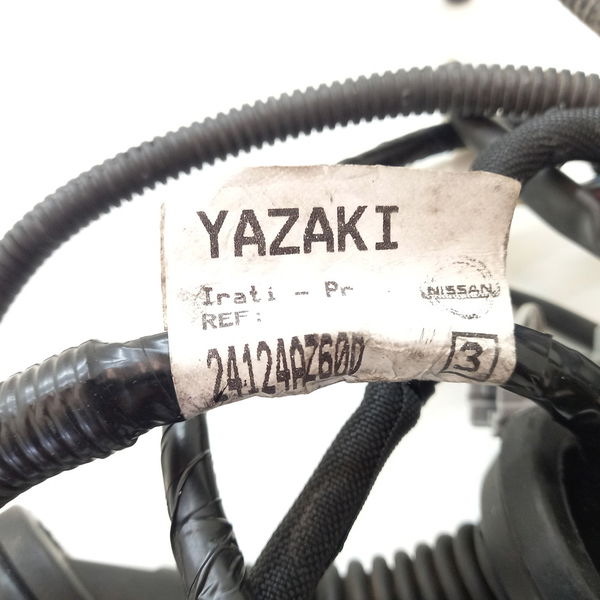 YAZAKI
Irati - Pr
NISSAN
REF:
24124AZ60D
3